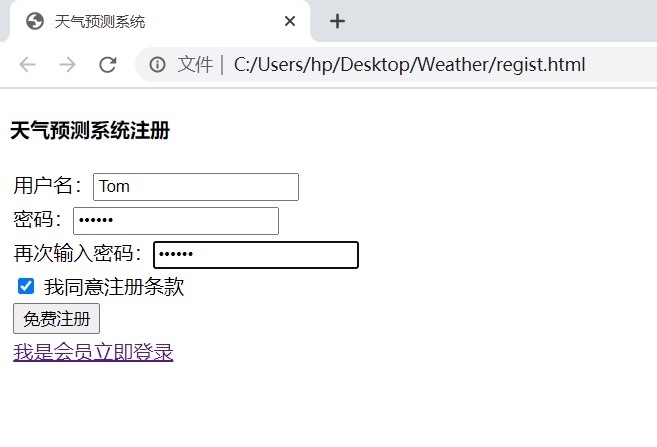 天气预测系统
文件 | C:/Users/hp/Desktop/Weather/regist.html
天气预测系统注册
用户名：Tom
密码：••••••
再次输入密码：••••••
我同意注册条款
免费注册
我是会员立即登录